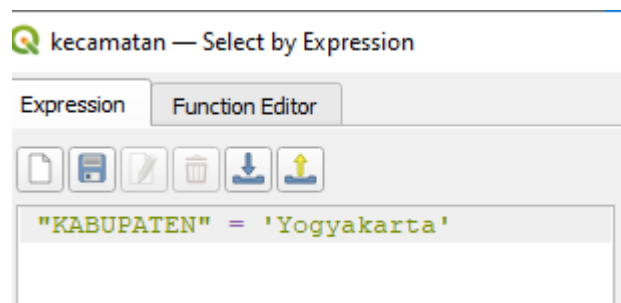 kecamatan — Select by Expression
Expression Function Editor
"KABUPATEN" = 'Yogyakarta'